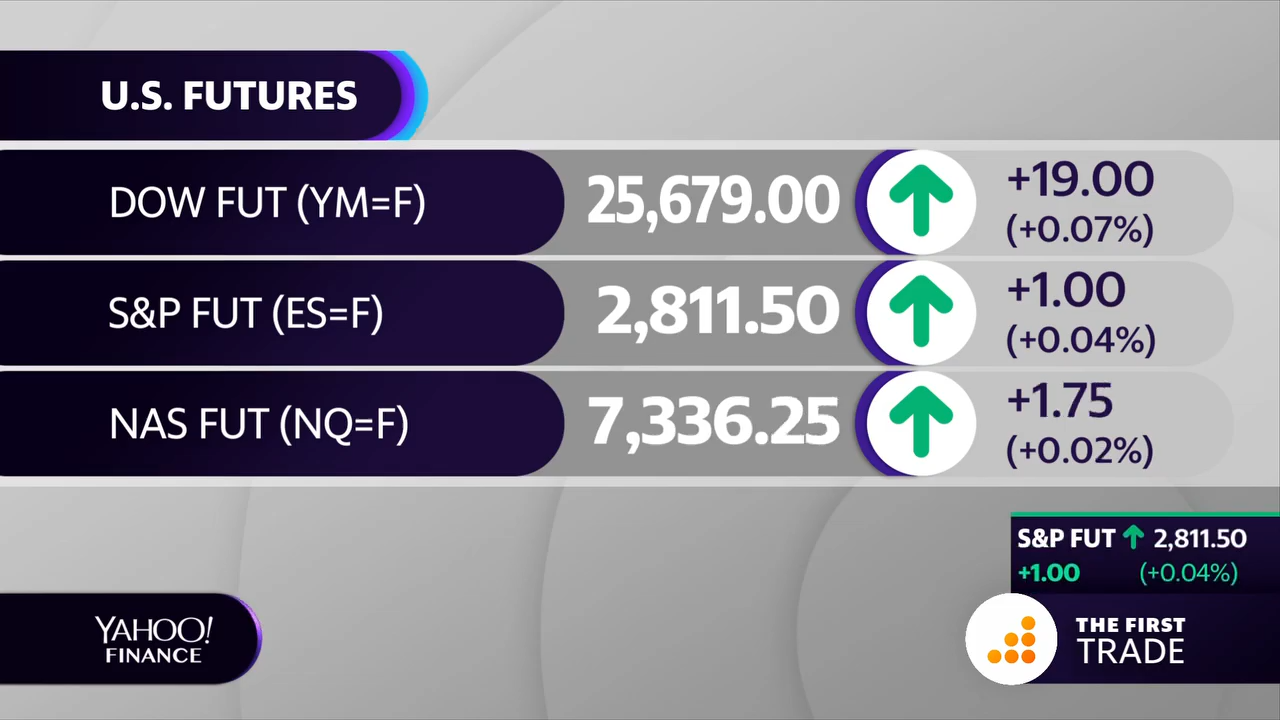 U.S. FUTURES
DOW FUT (YM=F) 25,679.00 +19.00
(+0.07%)
S&P FUT (ES=F) 2,811.50 +1.00
(+0.04%)
NAS FUT (NQ=F) 7,336.25 +1.75
(+0.02%)
S&P FUT 2,811.50
+1.00 (+0.04%)
YAHOO!
FINANCE
THE FIRST
TRADE